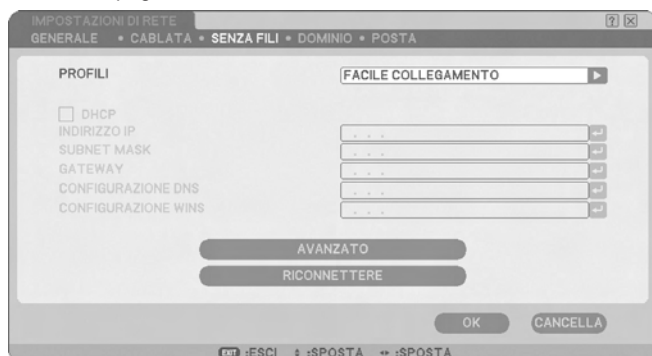 IMPOSTAZIONI DI RETE
GENERALE • CABLATA • SENZA FILI • DOMINIO • POSTA
PROFILI FACILE COLLEGAMENTO
DHCP
INDIRIZZO IP . . .
SUBNET MASK . . .
GATEWAY . . .
CONFIGURAZIONE DNS . . .
CONFIGURAZIONE WINS . . .
AVANZATO
RICONNETTERE
OK CANCELLA
EXIT :ESCI :SPOSTA :SPOSTA